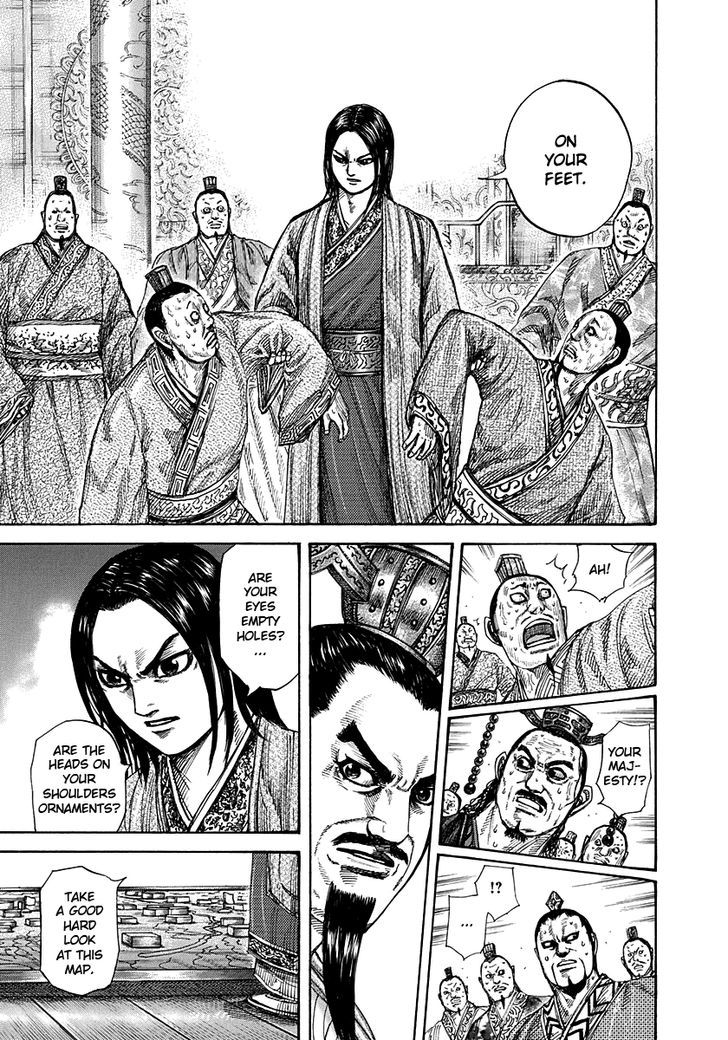 ON
YOUR
FEET.
AH!
YOUR
MAJ-
ESTY!?
!?
...
ARE
YOUR
EYES
EMPTY
HOLES?
...
ARE THE
HEADS ON
YOUR
SHOULDERS
ORNAMENTS?
TAKE
A GOOD
HARD
LOOK
AT THIS
MAP.